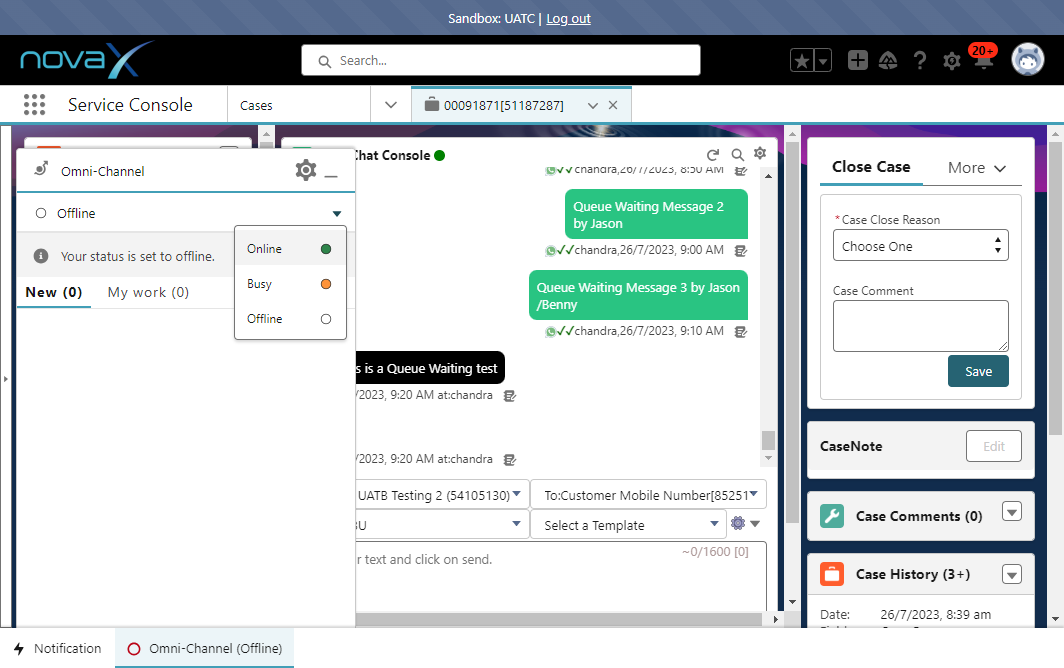 Sandbox: UATC | Log out
novaX
Search...
20+
Service Console
Cases
00091871[51187287]
Omni-Channel
Offline
Your status is set to offline.
Online
Busy
Offline
New (0)
My work (0)
Chat Console
chandra,26/7/2023, 8:50 AM
Queue Waiting Message 2
by Jason
chandra,26/7/2023, 9:00 AM
Queue Waiting Message 3 by Jason
/Benny
chandra,26/7/2023, 9:10 AM
s is a Queue Waiting test
/2023, 9:20 AM at:chandra
/2023, 9:20 AM at:chandra
UATB Testing 2 (54105130)
To:Customer Mobile Number[85251
Select a Template
r text and click on send.
~0/1600 [0]
Close Case
More
*Case Close Reason
Choose One
Case Comment
Save
CaseNote
Edit
Case Comments (0)
Case History (3+)
Date:
26/7/2023, 8:39 am
Notification
Omni-Channel (Offline)